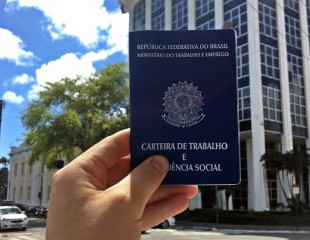 REPÚBLICA FEDERATIVA DO BRASIL
MINISTÉRIO DO TRABALHO E EMPREGO
CARTEIRA DE TRABALHO
E
DÊNCIA SOCIAL